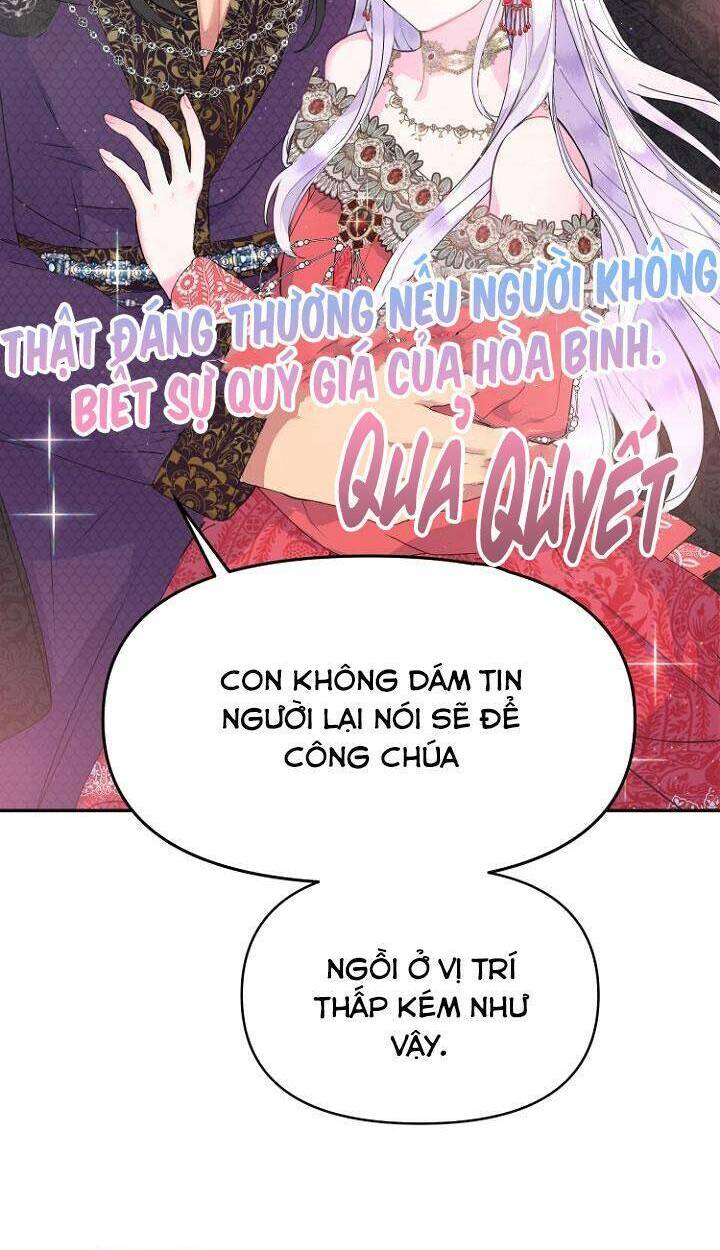 THẬT ĐÁNG THƯƠNG NẾU NGƯỜI KHÔNG
BIẾT SỰ QUÝ GIÁ CỦA HÒA BÌNH.
QUẢ QUYẾT
CON KHÔNG DÁM TIN
NGƯỜI LẠI NÓI SẼ ĐỂ
CÔNG CHÚA
NGỒI Ở VỊ TRÍ
THẤP KÉM NHƯ
VẬY.